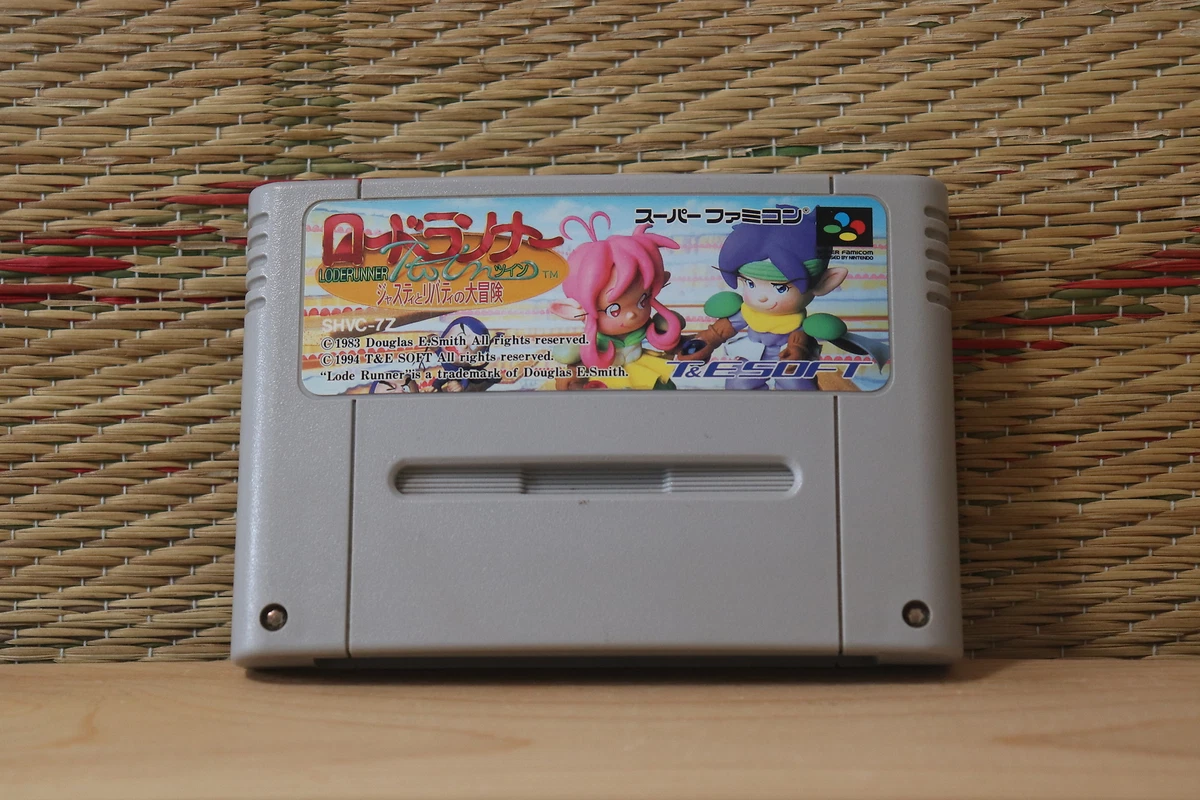 ロードランナー
LODERUNNER Twin ツイン TM
ジャスティとリバティの大冒険
スーパーファミコン®
SUPER FAMICOM
SHVC-7Z
©1983 Douglas E.Smith All rights reserved.
©1994 T&E SOFT All rights reserved.
"Lode Runner"is a trademark of Douglas E.Smith.
T&ESOFT